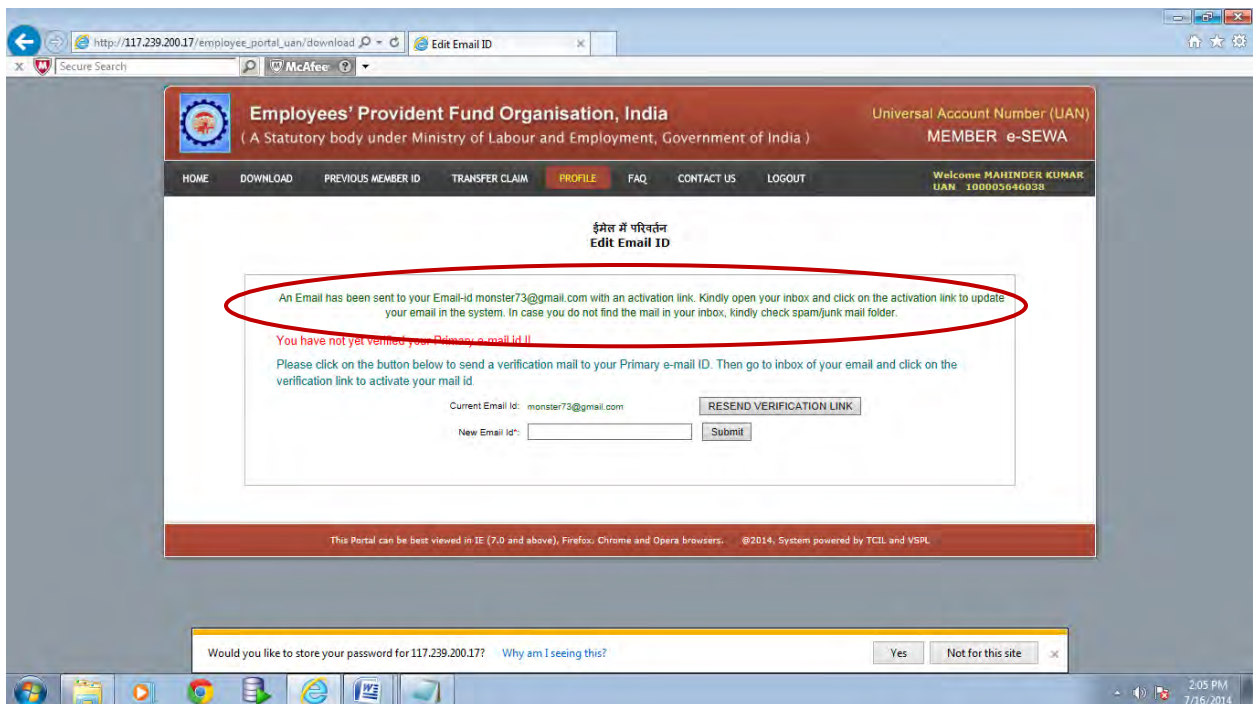 http://117.239.200.17/employee_portal_uan/download
Edit Email ID
Secure Search
McAfee
Employees' Provident Fund Organisation, India
( A Statutory body under Ministry of Labour and Employment, Government of India )
Universal Account Number (UAN)
MEMBER e-SEWA
HOME DOWNLOAD PREVIOUS MEMBER ID TRANSFER CLAIM PROFILE FAQ CONTACT US LOGOUT
Welcome MAHINDER KUMAR
UAN 100005646038
ईमेल में परिवर्तन
Edit Email ID
An Email has been sent to your Email-id monster73@gmail.com with an activation link. Kindly open your inbox and click on the activation link to update
your email in the system. In case you do not find the mail in your inbox, kindly check spam/junk mail folder.
You have not yet verified your Primary e-mail id !!
Please click on the button below to send a verification mail to your Primary e-mail ID. Then go to inbox of your email and click on the
verification link to activate your mail id
Current Email Id: monster73@gmail.com RESEND VERIFICATION LINK
New Email Id*: Submit
This Portal can be best viewed in IE (7.0 and above), Firefox, Chrome and Opera browsers. @2014, System powered by TCIL and VSPL
Would you like to store your password for 117.239.200.17? Why am I seeing this? Yes Not for this site
2:05 PM
7/16/2014